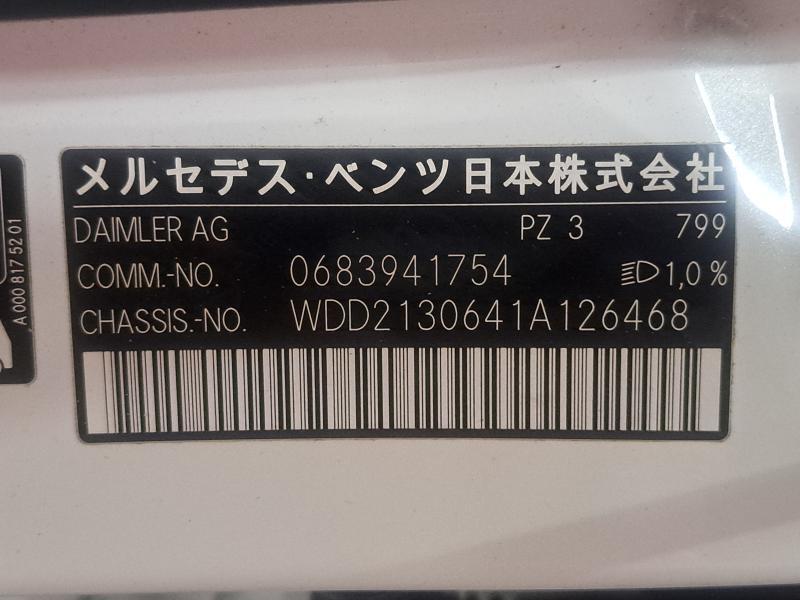 メルセデス・ベンツ日本株式会社
DAIMLER AG PZ 3 799
COMM.-NO. 0683941754 1,0 %
CHASSIS.-NO. WDD2130641A126468
A 000 817 52 01